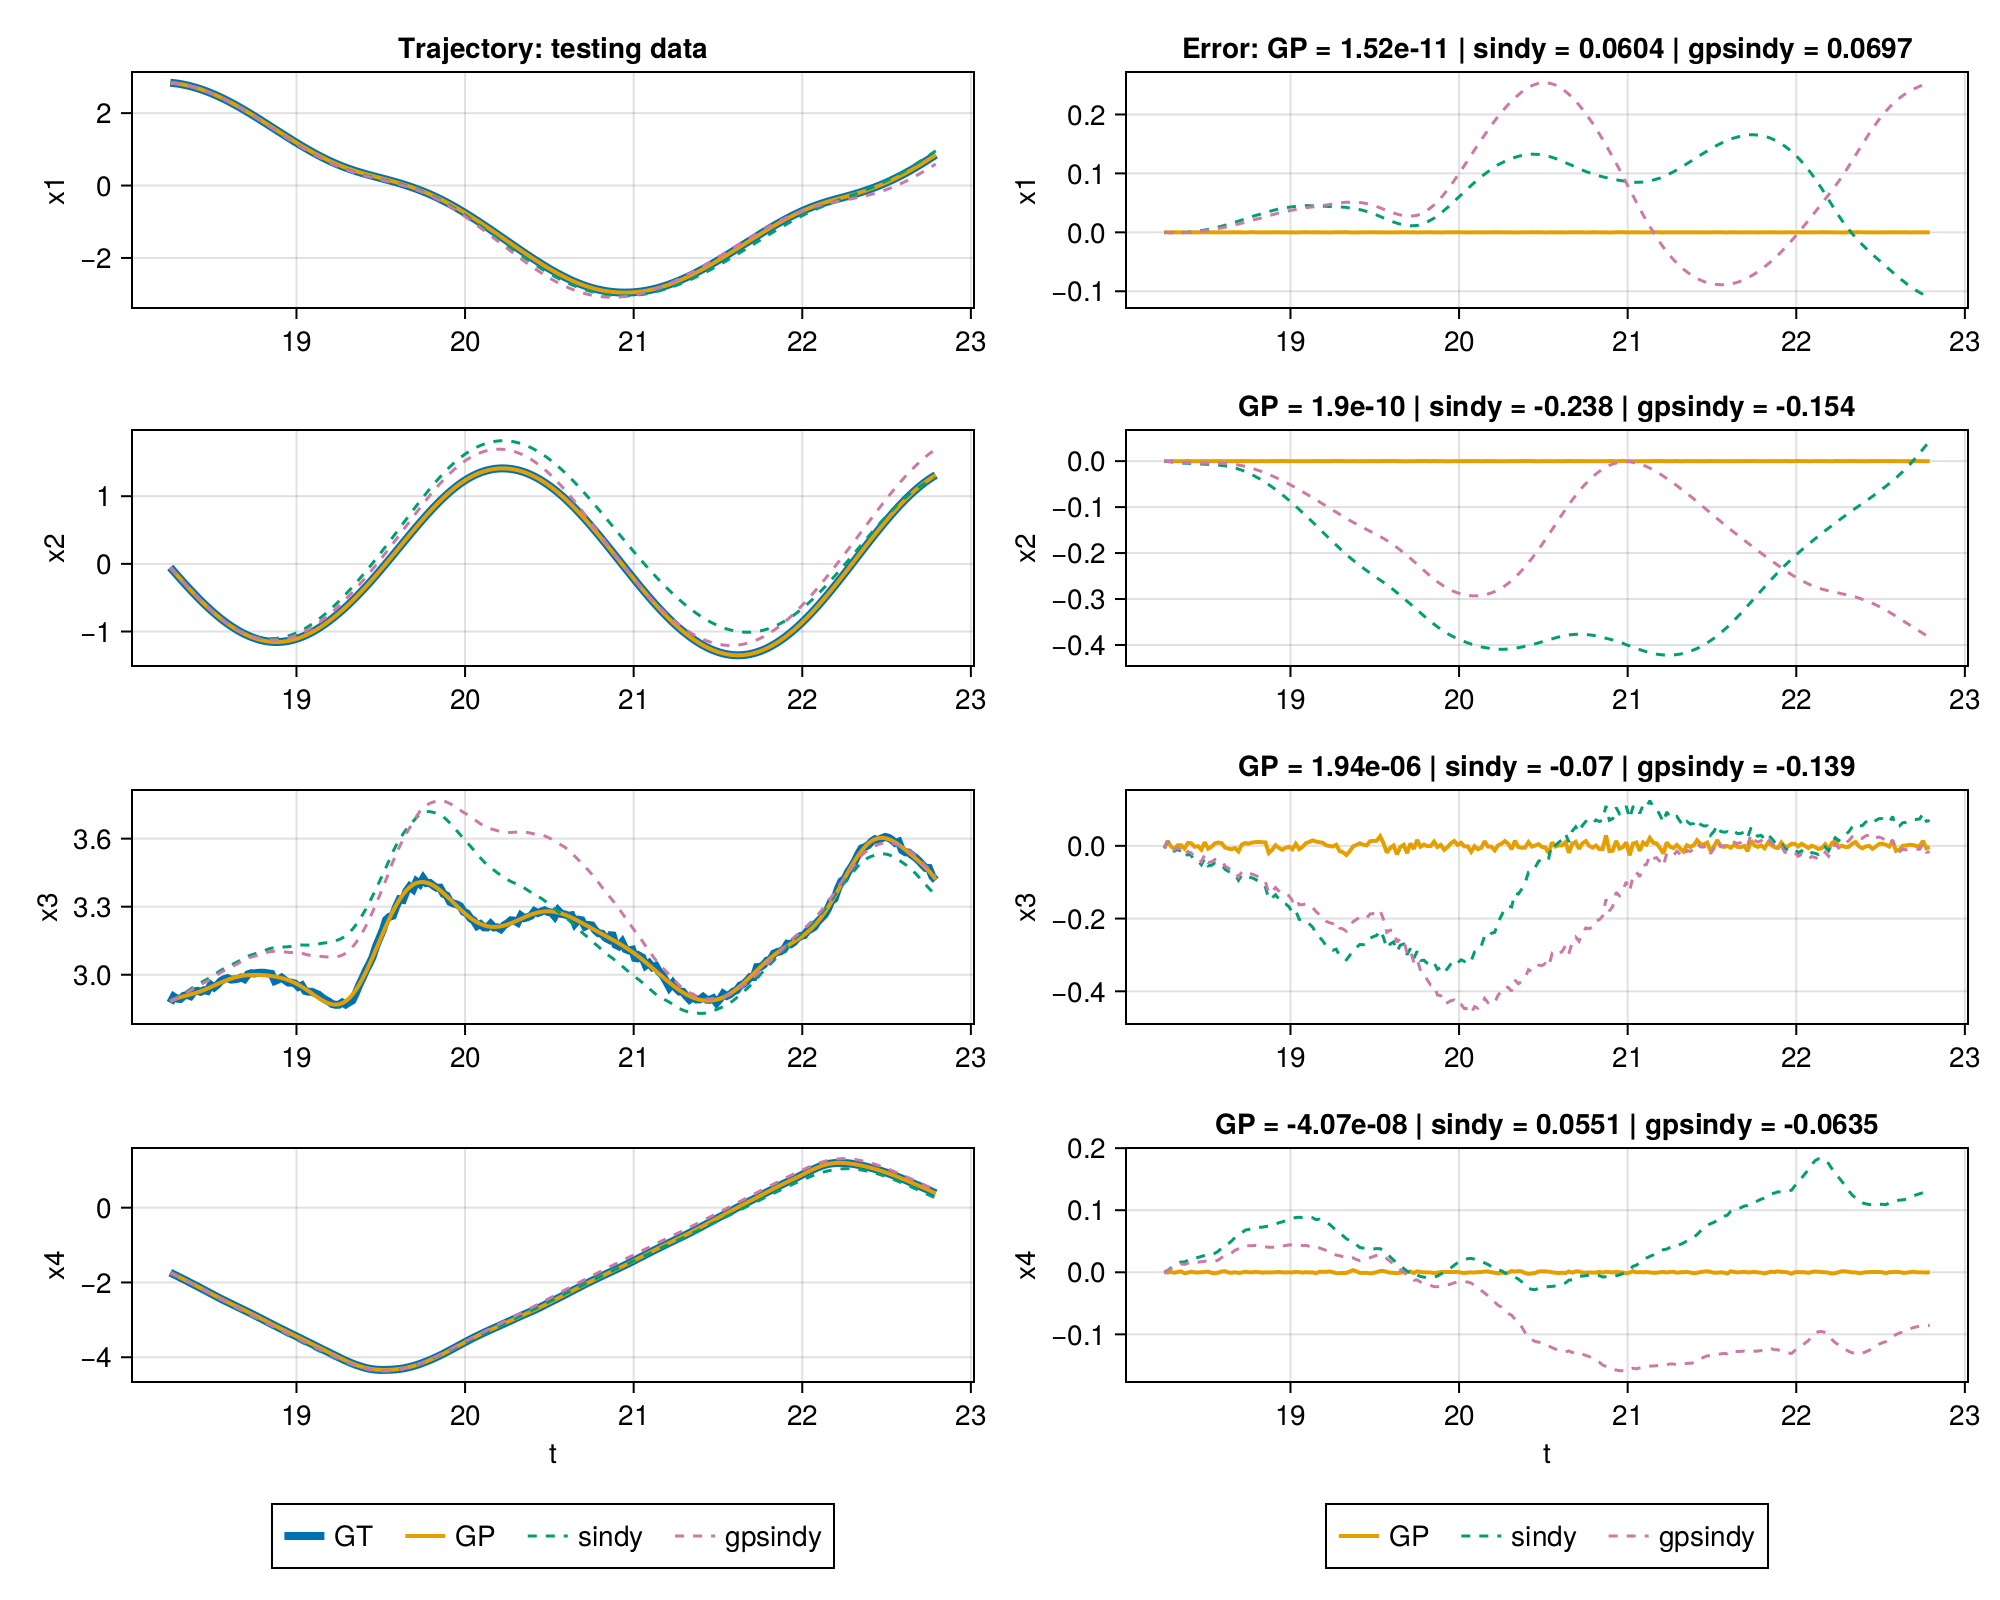 Trajectory: testing data
2
0
−2
x1
19 20 21 22 23
Error: GP = 1.52e-11 | sindy = 0.0604 | gpsindy = 0.0697
0.2
0.1
0.0
−0.1
x1
19 20 21 22 23
1
0
−1
x2
19 20 21 22 23
GP = 1.9e-10 | sindy = -0.238 | gpsindy = -0.154
0.0
−0.1
−0.2
−0.3
−0.4
x2
19 20 21 22 23
3.6
3.3
3.0
x3
19 20 21 22 23
GP = 1.94e-06 | sindy = -0.07 | gpsindy = -0.139
0.0
−0.2
−0.4
x3
19 20 21 22 23
0
−2
−4
x4
19 20 21 22 23
t
GP = -4.07e-08 | sindy = 0.0551 | gpsindy = -0.0635
0.2
0.1
0.0
−0.1
x4
19 20 21 22 23
t
GT GP sindy gpsindy
GP sindy gpsindy